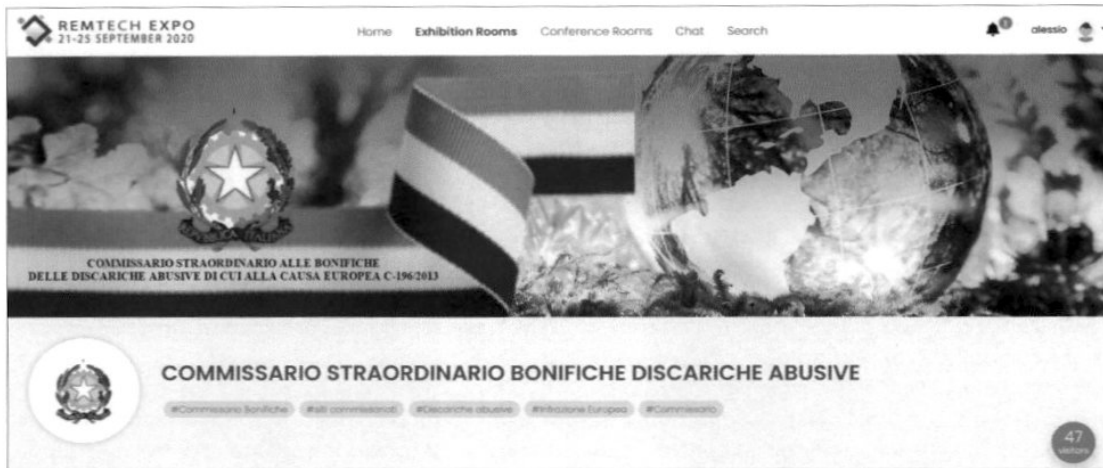 REMTECH EXPO
21-25 SEPTEMBER 2020
Home Exhibition Rooms Conference Rooms Chat Search
alessio
COMMISSARIO STRAORDINARIO ALLE BONIFICHE
DELLE DISCARICHE ABUSIVE DI CUI ALLA CAUSA EUROPEA C-196/2013
COMMISSARIO STRAORDINARIO BONIFICHE DISCARICHE ABUSIVE
#Commissario Bonifiche #siti commissariati #Discariche abusive #Infrazione Europea #Commissario
47
visitors